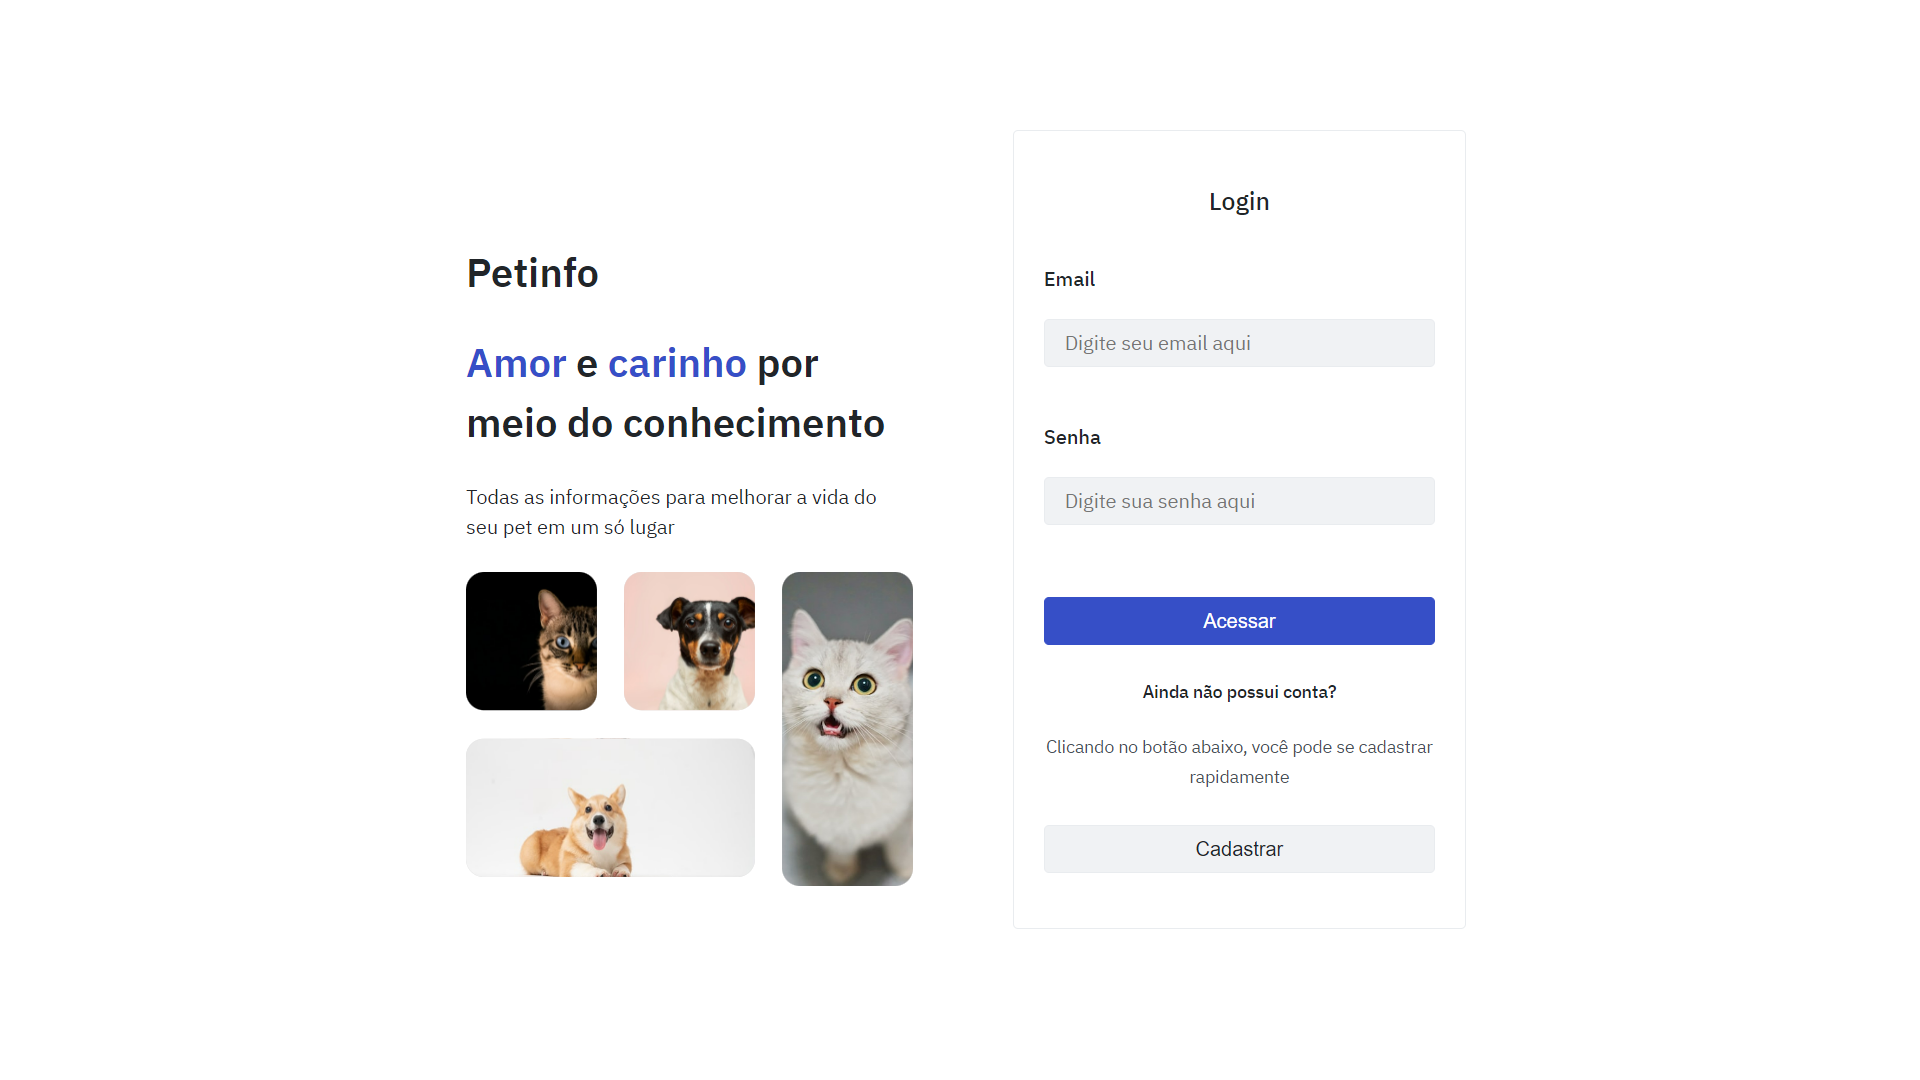 Petinfo
Amor e carinho por
meio do conhecimento
Todas as informações para melhorar a vida do
seu pet em um só lugar
Login
Email
Digite seu email aqui
Senha
Digite sua senha aqui
Acessar
Ainda não possui conta?
Clicando no botão abaixo, você pode se cadastrar
rapidamente
Cadastrar